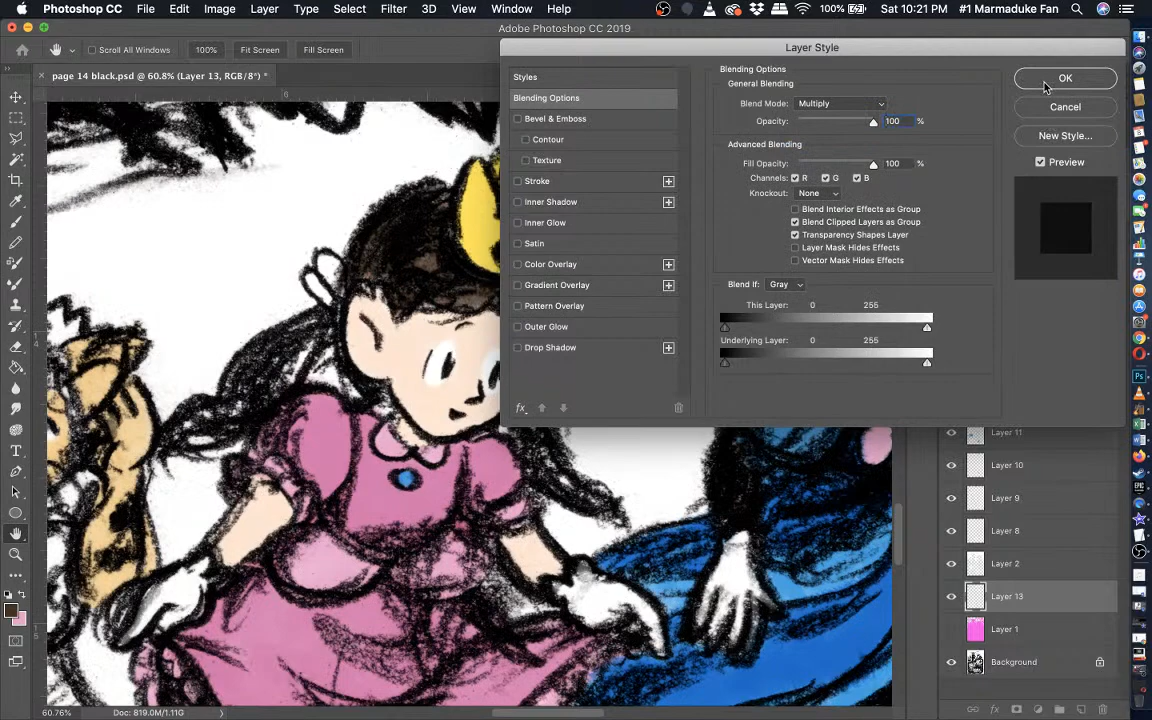 Photoshop CC File Edit Image Layer Type Select Filter 3D View Window Help 100% Sat 10:21 PM #1 Marmaduke Fan
Adobe Photoshop CC 2019
Scroll All Windows 100% Fit Screen Fill Screen
page 14 black.psd @ 60.8% (Layer 13, RGB/8*) *
Layer Style
Styles
Blending Options
Bevel & Emboss
Contour
Texture
Stroke
Inner Shadow
Inner Glow
Satin
Color Overlay
Gradient Overlay
Pattern Overlay
Outer Glow
Drop Shadow
fx
Blending Options
General Blending
Blend Mode: Multiply
Opacity: 100 %
Advanced Blending
Fill Opacity: 100 %
Channels: R G B
Knockout: None
Blend Interior Effects as Group
Blend Clipped Layers as Group
Transparency Shapes Layer
Layer Mask Hides Effects
Vector Mask Hides Effects
Blend If: Gray
This Layer: 0 255
Underlying Layer: 0 255
OK
Cancel
New Style...
Preview
Layer 11
Layer 10
Layer 9
Layer 8
Layer 2
Layer 13
Layer 1
Background
6
1
4
1
5
60.76% Doc: 819.0M/1.11G